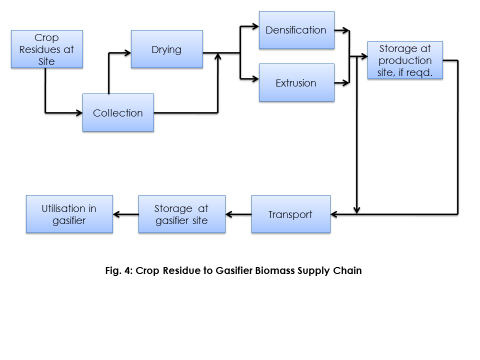 Crop
Residues at
Site
Drying
Densification
Storage at
production
site, if reqd.
Extrusion
Collection
Utilisation in
gasifier
Storage at
gasifier site
Transport
Fig. 4: Crop Residue to Gasifier Biomass Supply Chain